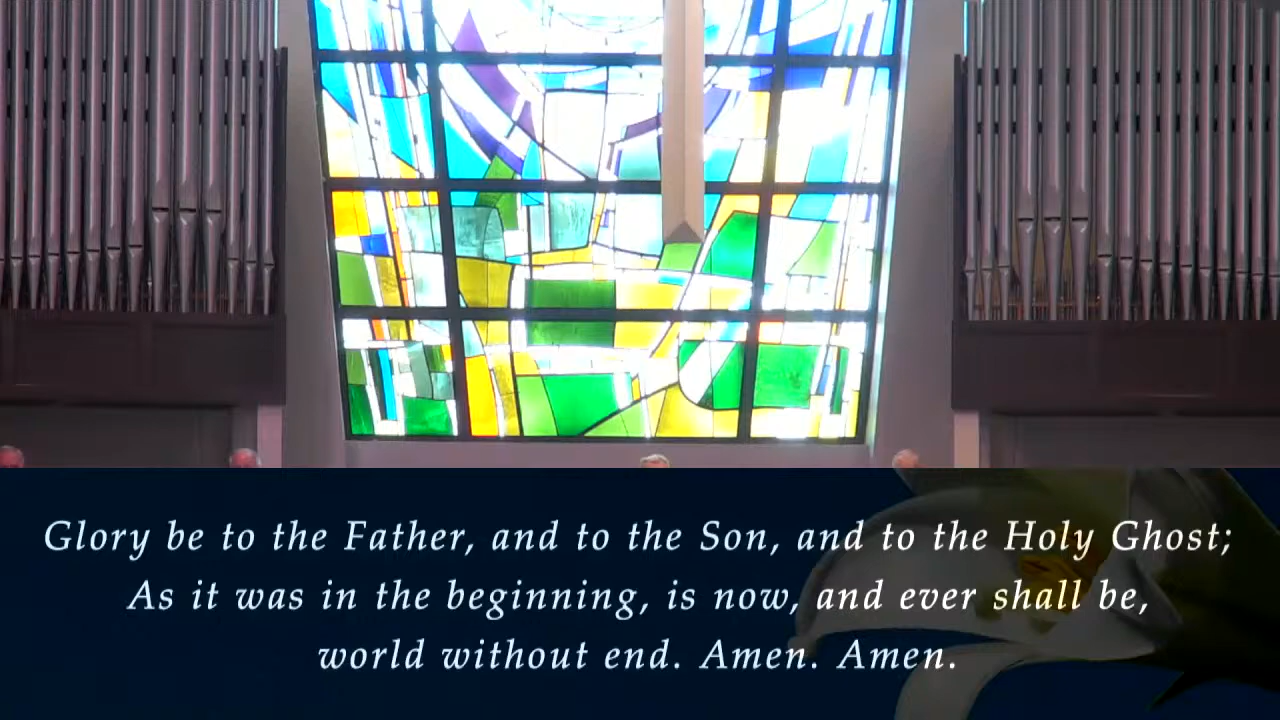 Glory be to the Father, and to the Son, and to the Holy Ghost;
As it was in the beginning, is now, and ever shall be,
world without end. Amen. Amen.